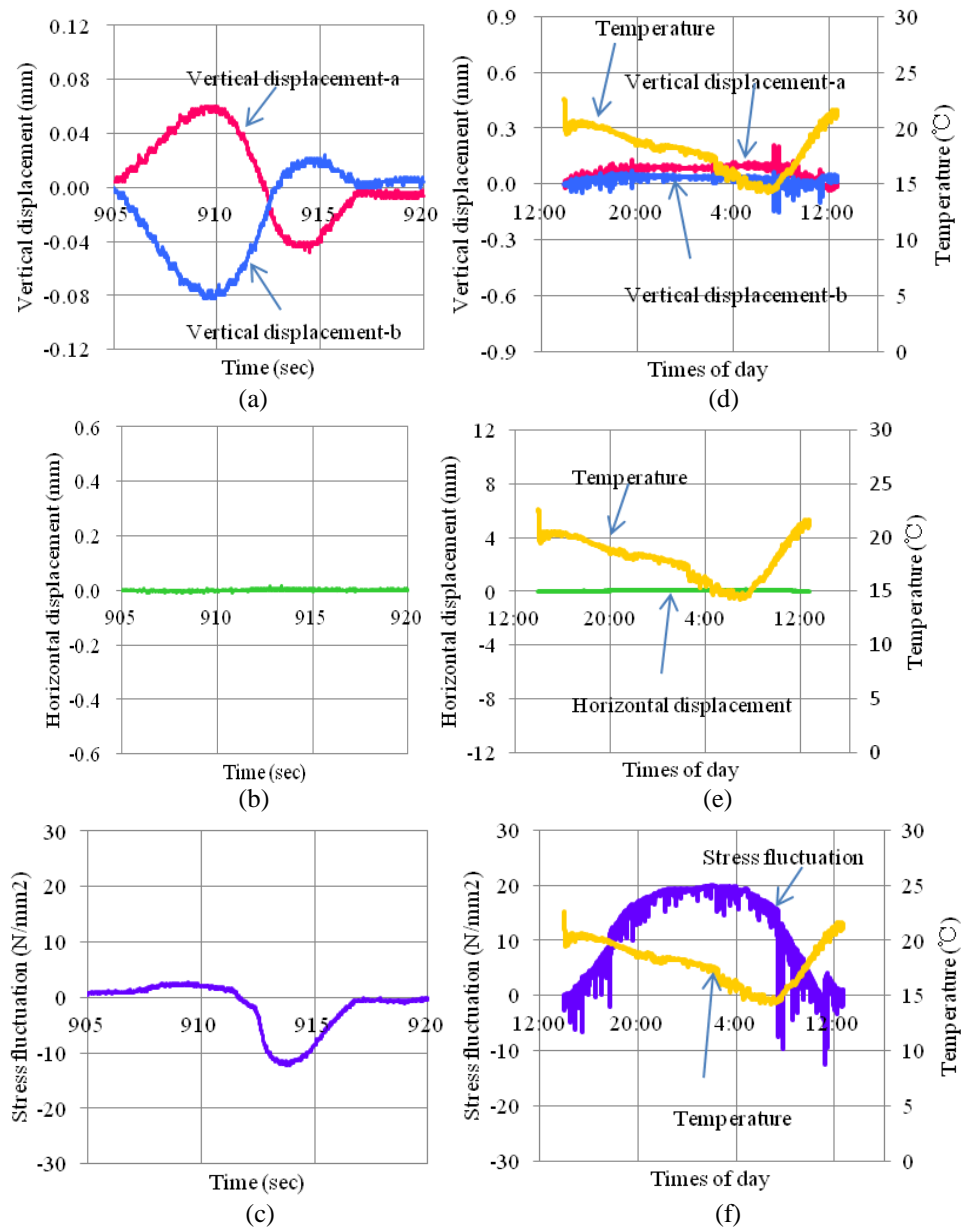 Vertical displacement (mm)
0.12
0.08
0.04
0.00
-0.04
-0.08
-0.12
905
910
915
920
Vertical displacement-a
Vertical displacement-b
Time (sec)
(a)
Vertical displacement (mm)
0.9
0.6
0.3
0.0
-0.3
-0.6
-0.9
12:00
20:00
4:00
12:00
Temperature
Vertical displacement-a
Vertical displacement-b
30
25
20
15
10
5
0
Temperature (℃)
Times of day
(d)
Horizontal displacement (mm)
0.6
0.4
0.2
0.0
-0.2
-0.4
-0.6
905
910
915
920
Time (sec)
(b)
Horizontal displacement (mm)
12
8
4
0
-4
-8
-12
12:00
20:00
4:00
12:00
Temperature
Horizontal displacement
30
25
20
15
10
5
0
Temperature (℃)
Times of day
(e)
Stress fluctuation (N/mm2)
30
20
10
0
-10
-20
-30
905
910
915
920
Time (sec)
(c)
Stress fluctuation (N/mm2)
30
20
10
0
-10
-20
-30
12:00
20:00
4:00
12:00
Stress fluctuation
Temperature
30
25
20
15
10
5
0
Temperature (℃)
Times of day
(f)